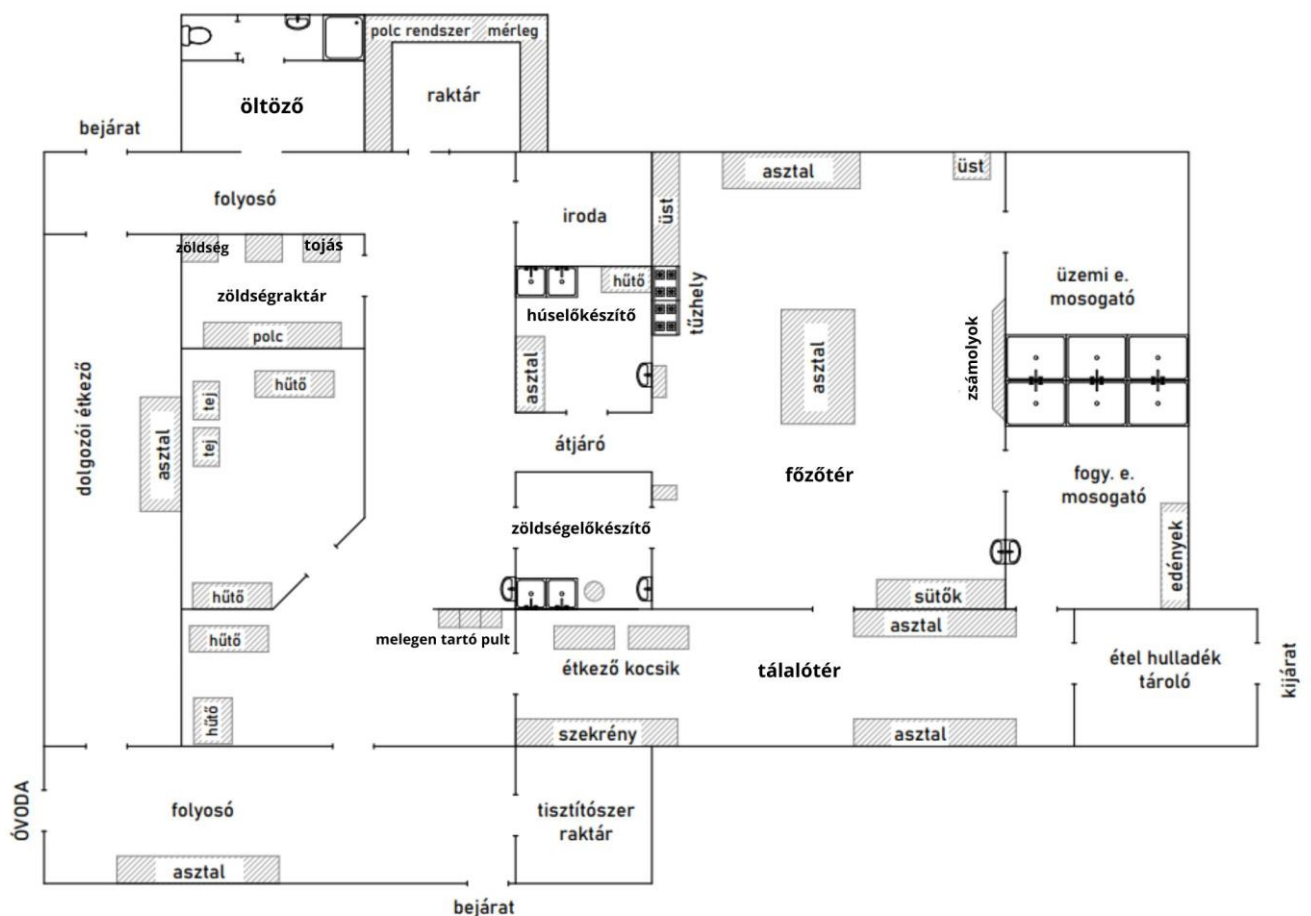 polc rendszer
mérleg
öltöző
raktár
bejárat
folyosó
iroda
üst
asztal
üst
zöldség
tojás
zöldségraktár
polc
hűtő
húselőkészítő
tűzhely
üzemi e.
mosogató
zsámolyok
dolgozói étkező
asztal
tej
tej
hűtő
asztal
asztal
átjáró
főzőtér
fogy. e.
mosogató
edények
zöldségelőkészítő
hűtő
hűtő
hűtő
melegen tartó pult
étkező kocsik
tálalótér
sütők
asztal
étel hulladék
tároló
kijárat
szekrény
asztal
ÓVODA
folyosó
asztal
tisztítószer
raktár
bejárat